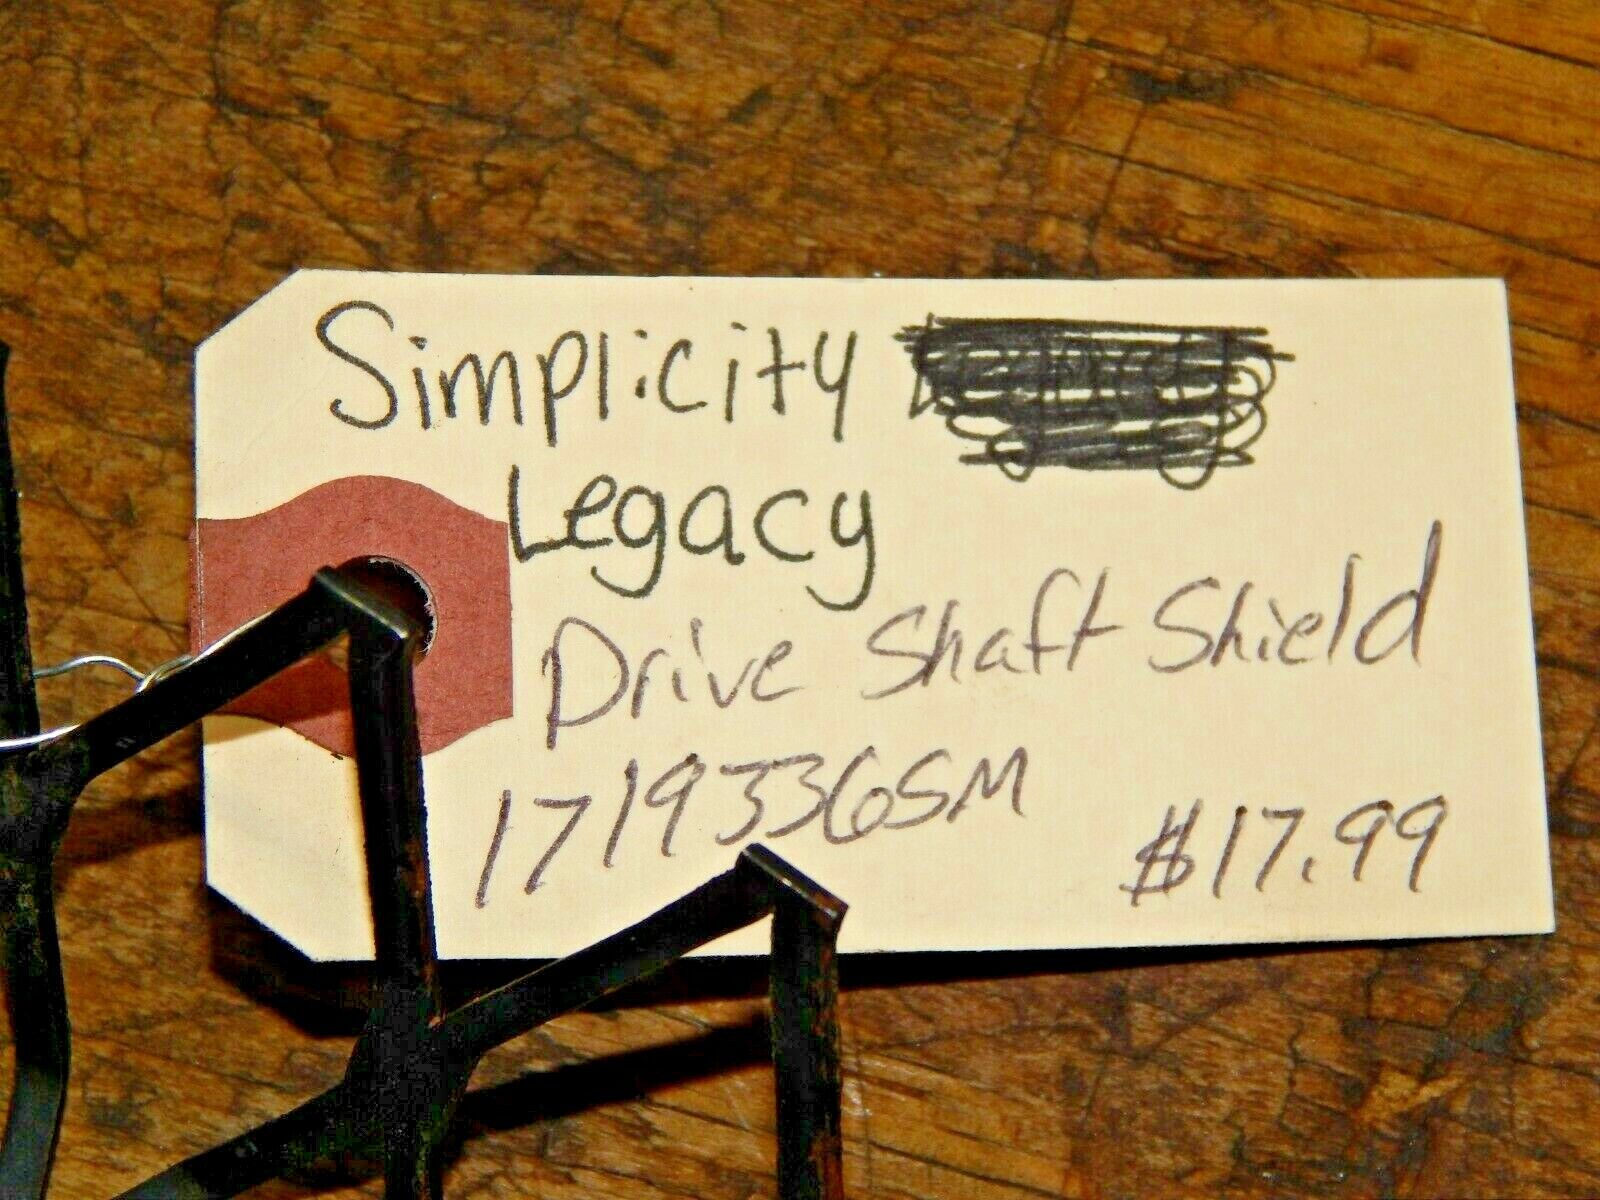 Simplicity
Legacy
Drive Shaft Shield
1719336SM
$17.99